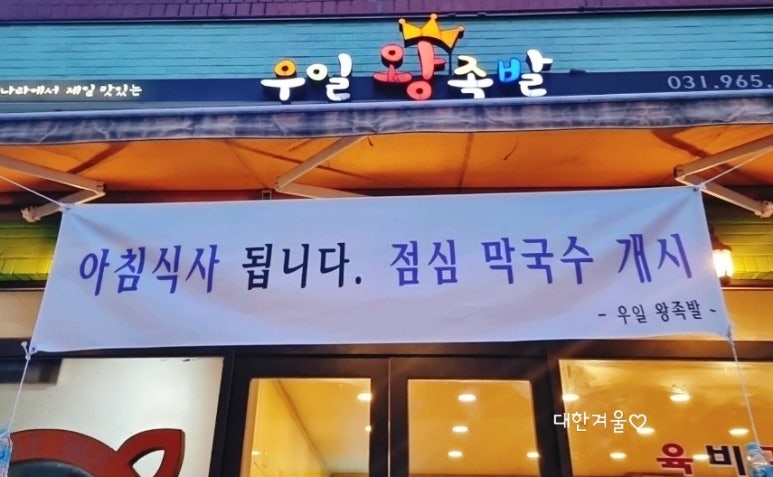 나라에서 제일 맛있는 우일 왕족발 031.965.
아침식사 됩니다. 점심 막국수 개시
- 우일 왕족발 -
대한겨울♡
육 비